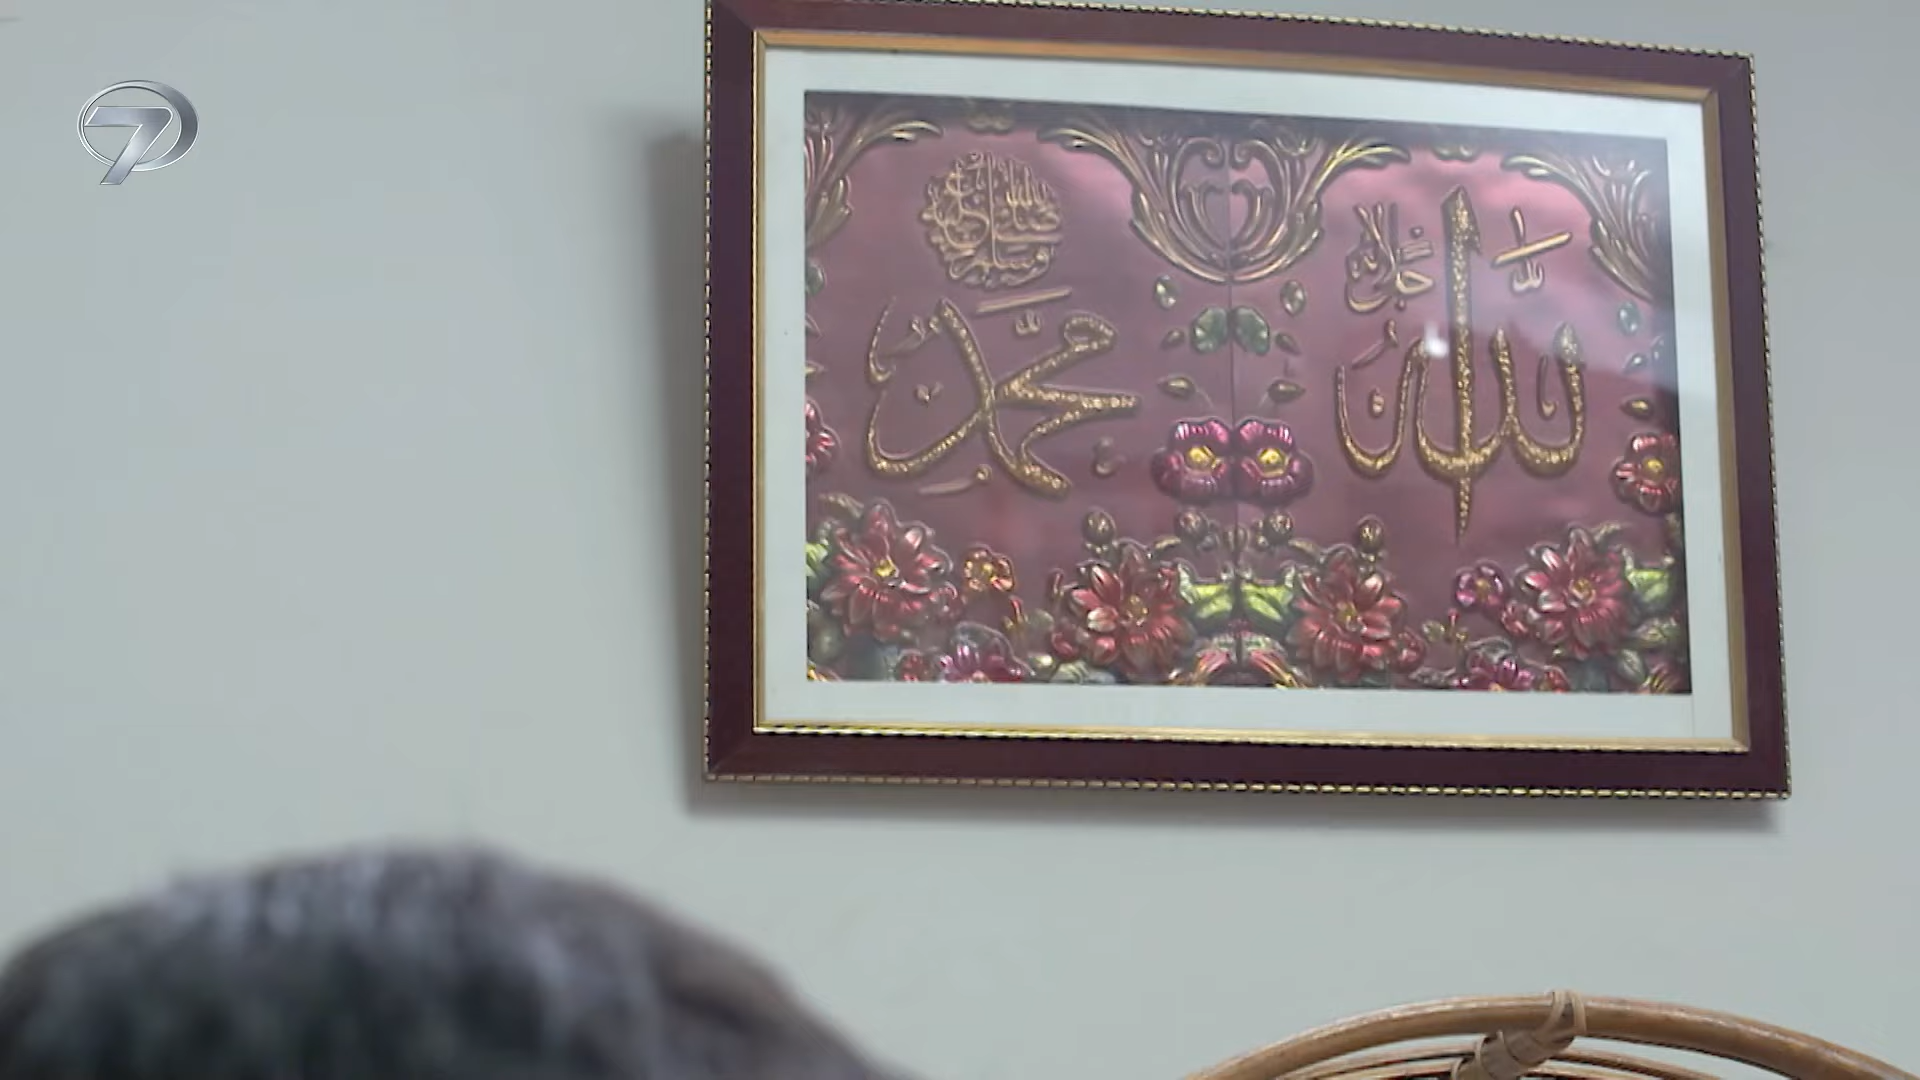 الله
جل جلاله
محمد
صلى الله عليه وسلم
7